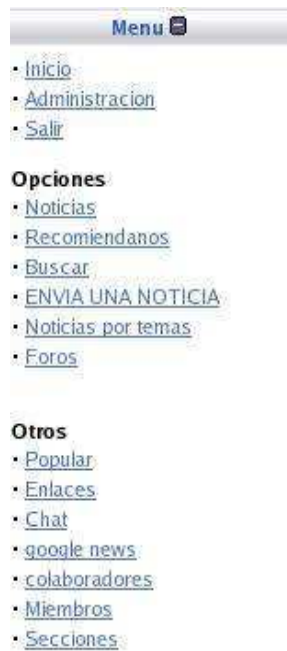 Menu
· Inicio
· Administracion
· Salir
Opciones
· Noticias
· Recomiendanos
· Buscar
· ENVIA UNA NOTICIA
· Noticias por temas
· Foros
Otros
· Popular
· Enlaces
· Chat
· google news
· colaboradores
· Miembros
· Secciones